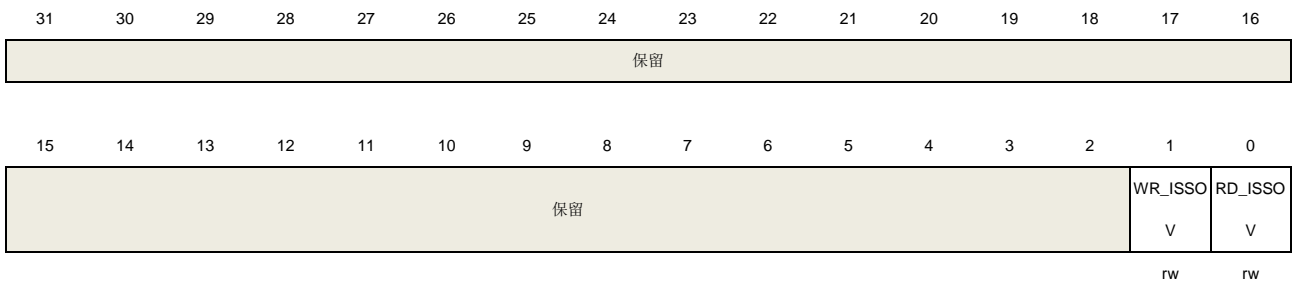 31 30 29 28 27 26 25 24 23 22 21 20 19 18 17 16
保留
15 14 13 12 11 10 9 8 7 6 5 4 3 2 1 0
保留
WR_ISSO RD_ISSO
V V
rw rw